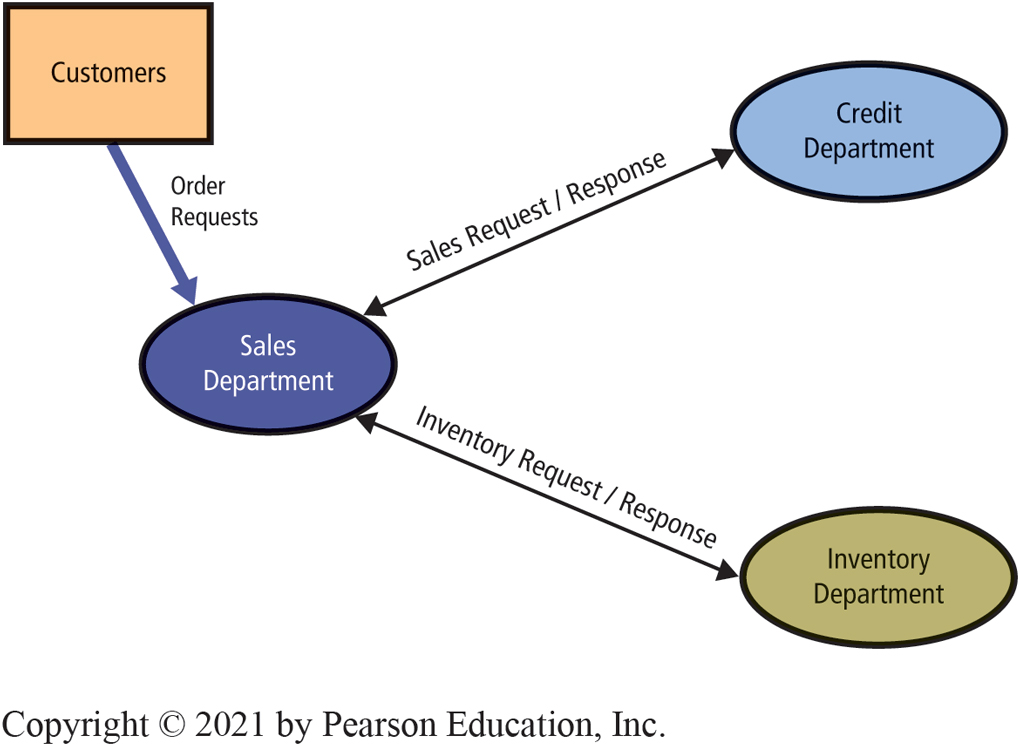 Customers
Order
Requests
Credit
Department
Sales Request / Response
Sales
Department
Inventory Request / Response
Inventory
Department
Copyright © 2021 by Pearson Education, Inc.